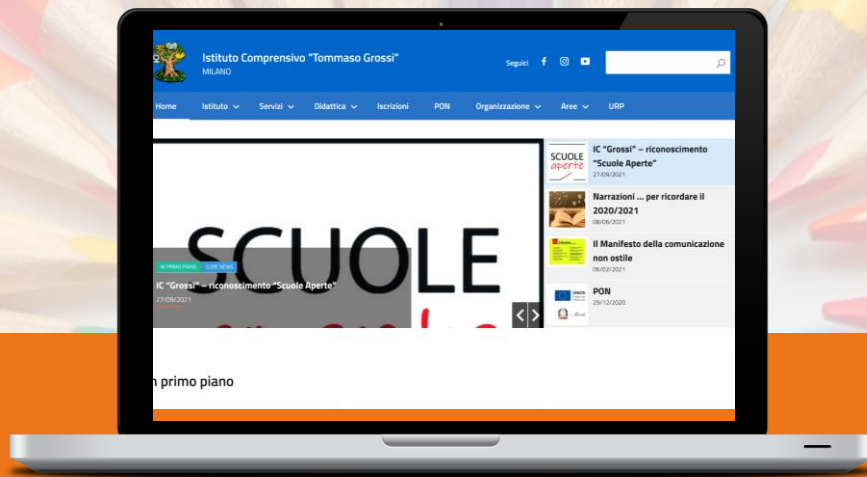 Istituto Comprensivo "Tommaso Grossi"
MILANO
Seguici
Home Istituto Servizi Didattica Iscrizioni PON Organizzazione Aree URP
SCUOLE
IN PRIMO PIANO SLIDE NEWS
IC "Grossi" – riconoscimento "Scuole Aperte"
27/09/2021
SCUOLE
aperte
IC "Grossi" – riconoscimento
"Scuole Aperte"
27/09/2021
Narrazioni ... per ricordare il
2020/2021
08/06/2021
Il Manifesto della comunicazione
non ostile
06/02/2021
PON
29/12/2020
n primo piano